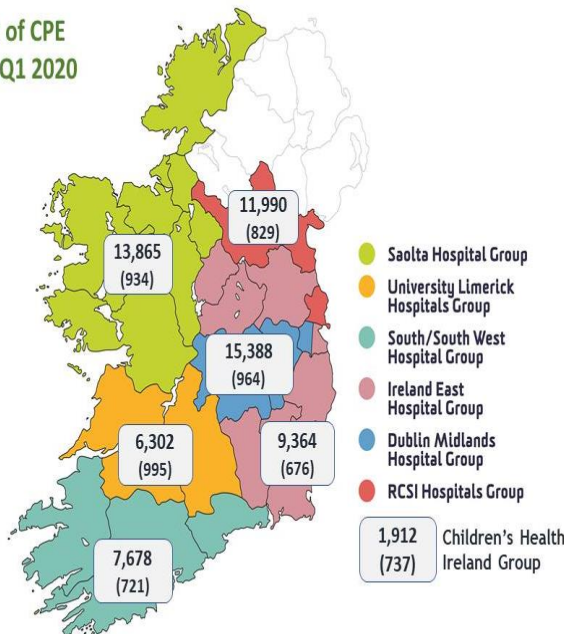 of CPE
Q1 2020
11,990
(829)
13,865
(934)
15,388
(964)
6,302
(995)
9,364
(676)
7,678
(721)
Saolta Hospital Group
University Limerick
Hospitals Group
South/South West
Hospital Group
Ireland East
Hospital Group
Dublin Midlands
Hospital Group
RCSI Hospitals Group
1,912
(737)
Children's Health
Ireland Group